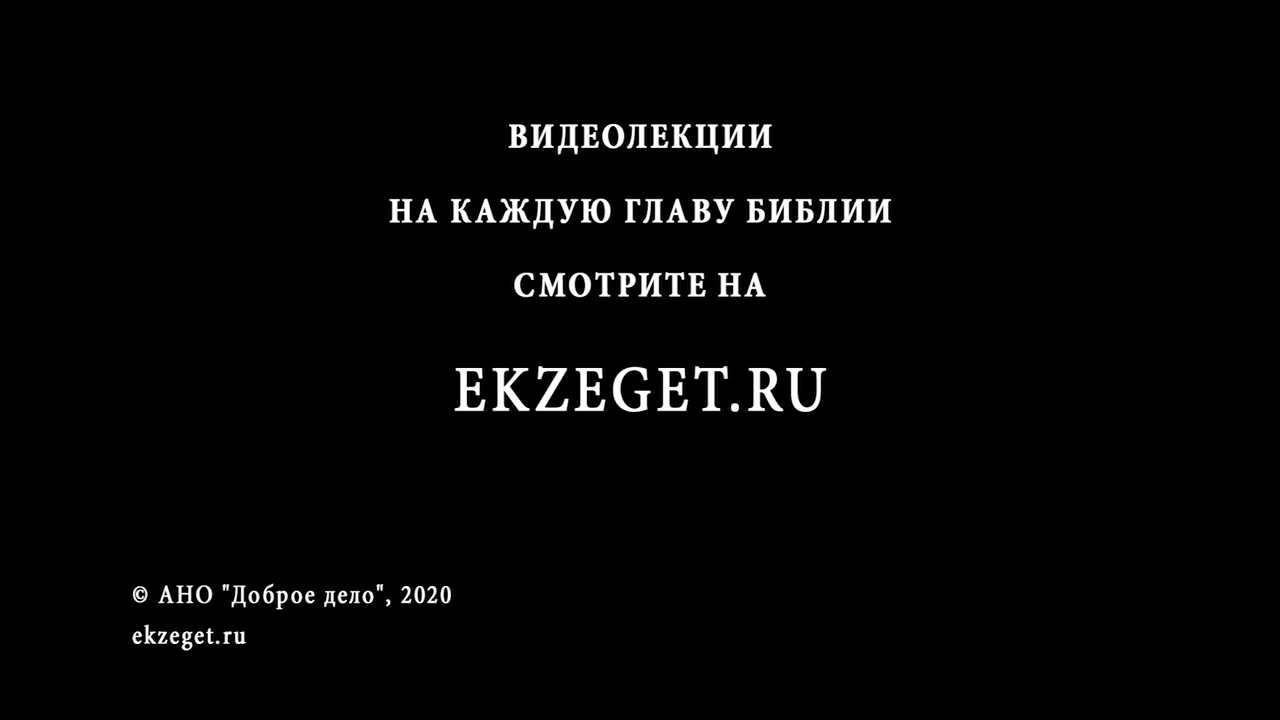 ВИДЕОЛЕКЦИИ
НА КАЖДУЮ ГЛАВУ БИБЛИИ
СМОТРИТЕ НА
EKZEGET.RU
© АНО "Доброе дело", 2020
ekzeget.ru